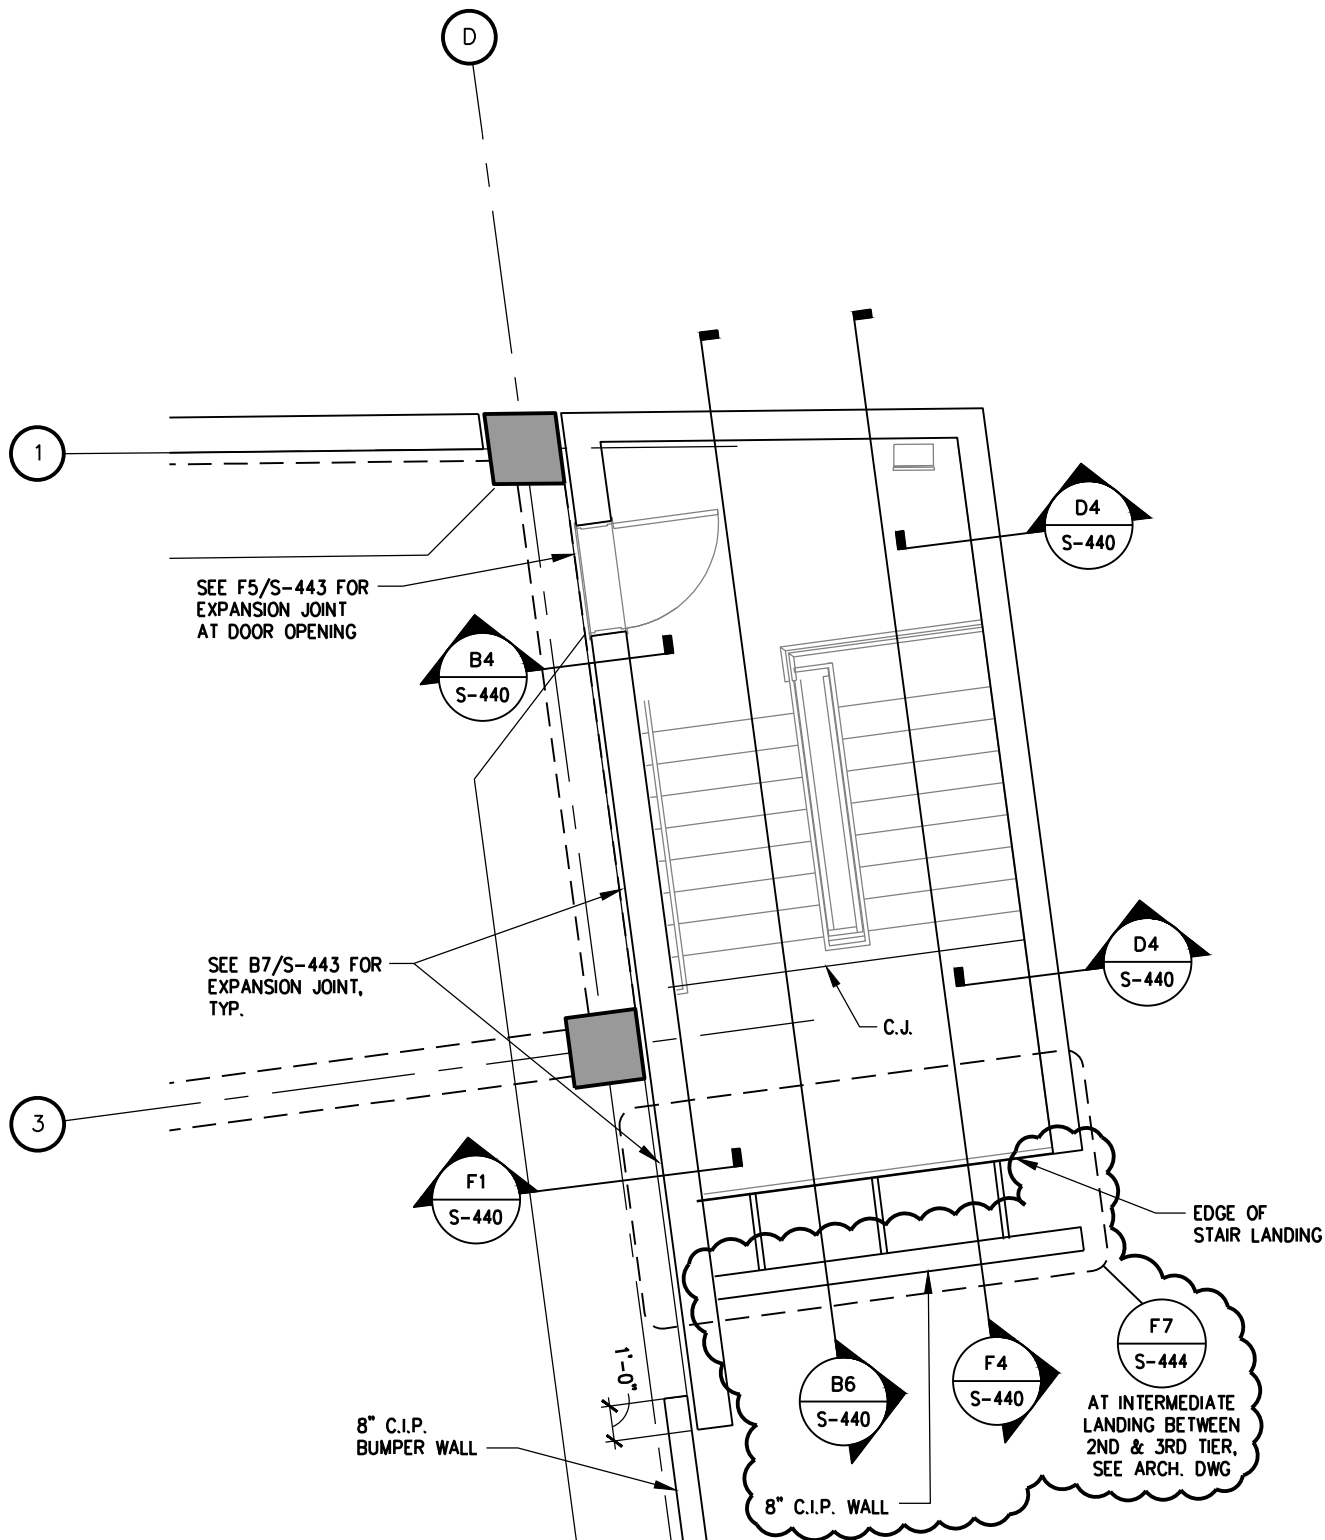 D
1
D4
S-440
SEE F5/S-443 FOR
EXPANSION JOINT
AT DOOR OPENING
B4
S-440
SEE B7/S-443 FOR
EXPANSION JOINT,
TYP.
D4
S-440
C.J.
3
F1
S-440
EDGE OF
STAIR LANDING
F7
S-444
AT INTERMEDIATE
LANDING BETWEEN
2ND & 3RD TIER,
SEE ARCH. DWG
1'-0"
B6
S-440
F4
S-440
8" C.I.P.
BUMPER WALL
8" C.I.P. WALL